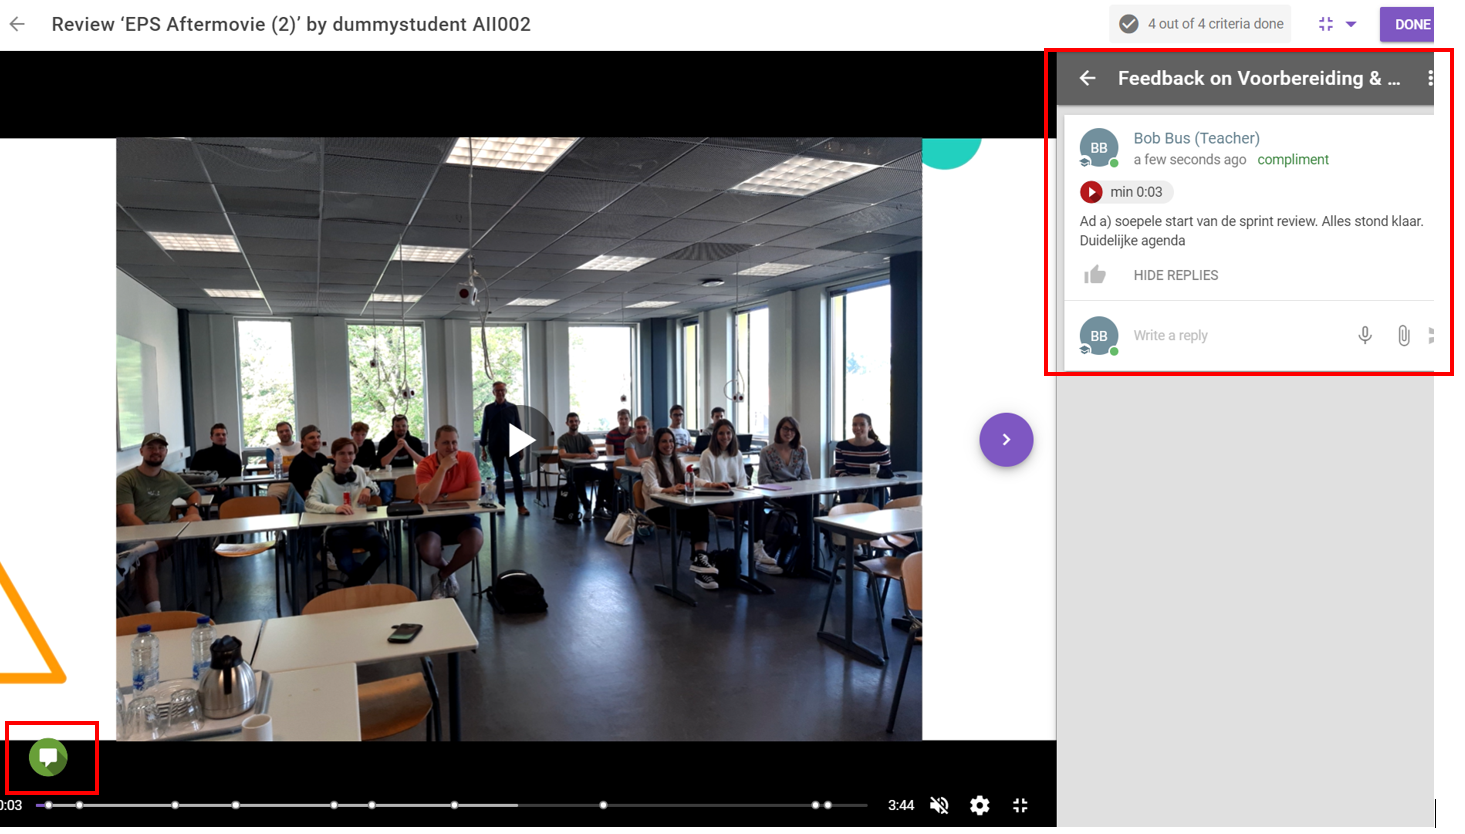 Review ‘EPS Aftermovie (2)’ by dummystudent AII002
4 out of 4 criteria done
DONE
Feedback on Voorbereiding & ...
BB
Bob Bus (Teacher)
a few seconds ago compliment
min 0:03
Ad a) soepele start van de sprint review. Alles stond klaar.
Duidelijke agenda
HIDE REPLIES
BB
Write a reply
0:03
3:44